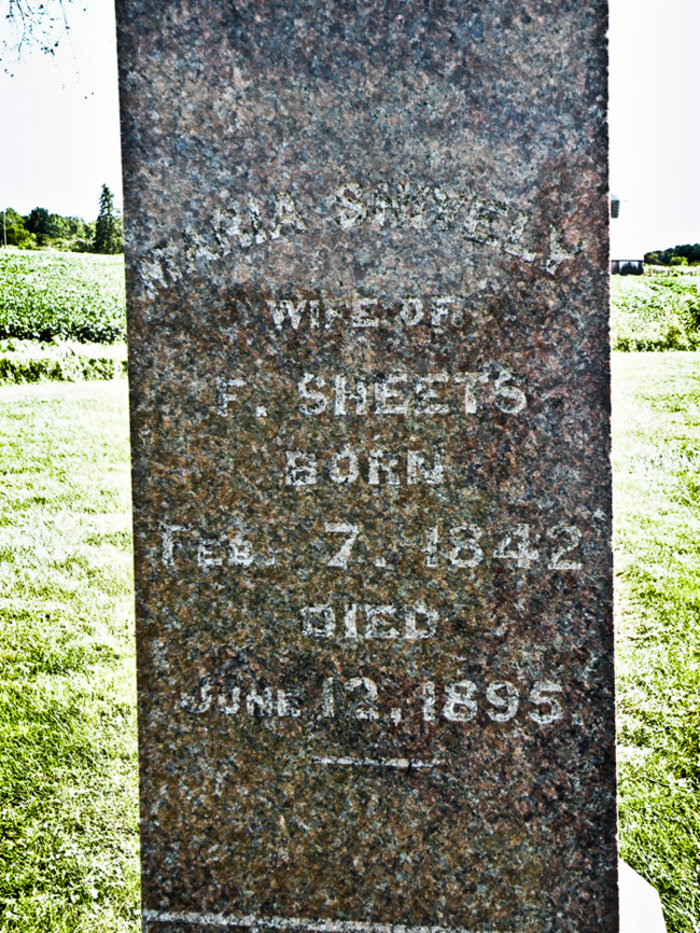 MARIA SNIVELY
WIFE OF
F. SHEETS
BORN
FEB. 7. 1842
DIED
JUNE 12, 1895.